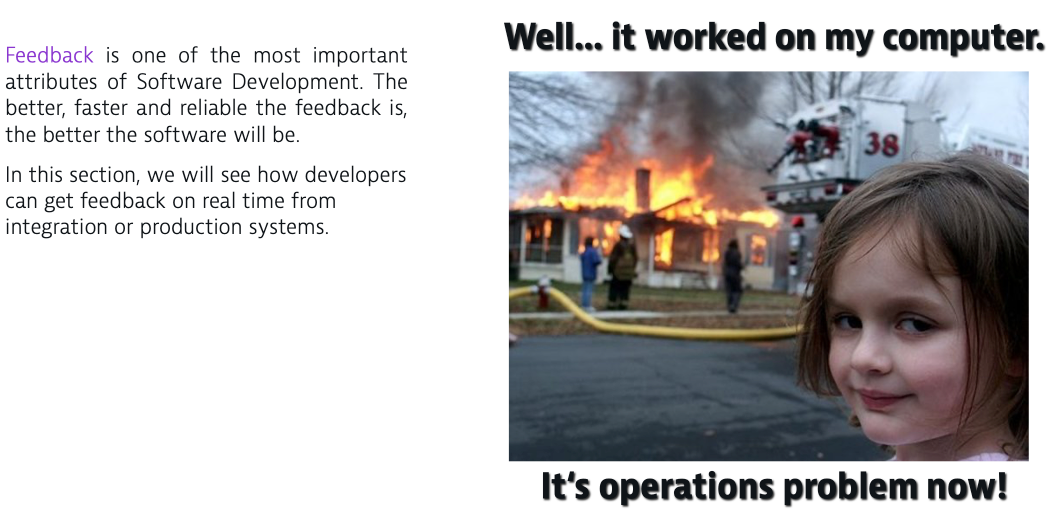 Feedback is one of the most important
attributes of Software Development. The
better, faster and reliable the feedback is,
the better the software will be.
In this section, we will see how developers
can get feedback on real time from
integration or production systems.
Well... it worked on my computer.
38
It's operations problem now!